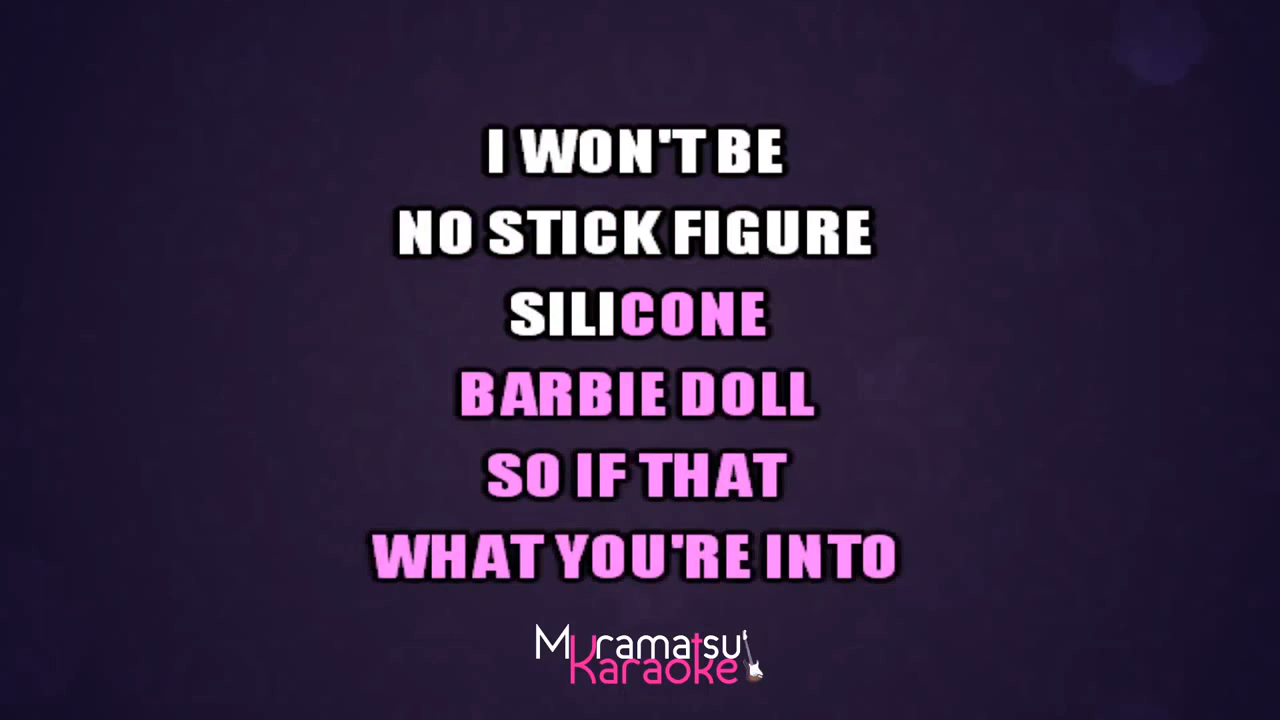 I WON'T BE
NO STICK FIGURE
SILICONE
BARBIE DOLL
SO IF THAT
WHAT YOU'RE INTO
Muramatsu
Karaoke